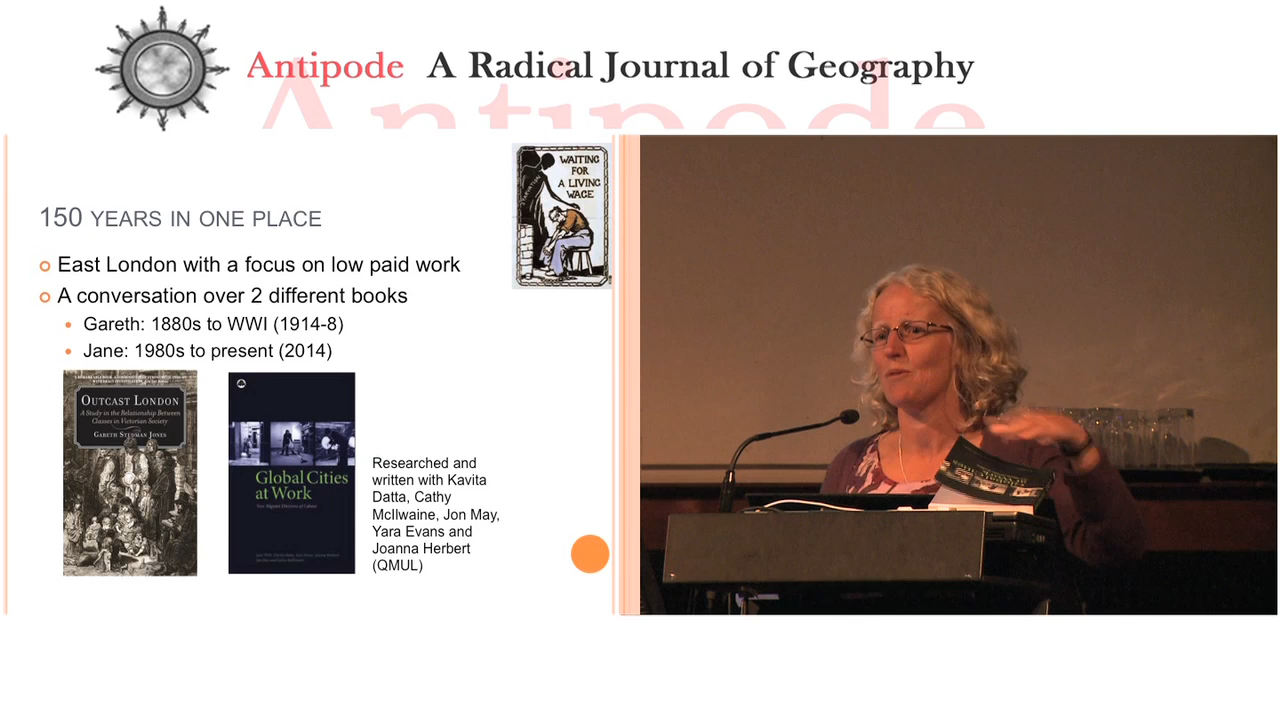 Antipode A Radical Journal of Geography
Antipode
WAITING
FOR
A LIVING
WAGE
150 YEARS IN ONE PLACE
East London with a focus on low paid work
A conversation over 2 different books
Gareth: 1880s to WWI (1914-8)
Jane: 1980s to present (2014)
OUTCAST LONDON
A Study in the Relationship Between
Classes in Victorian Society
GARETH STEDMAN JONES
Global Cities
at Work
New Migrant Divisions of Labour
Researched and
written with Kavita
Datta, Cathy
McIlwaine, Jon May,
Yara Evans and
Joanna Herbert
(QMUL)